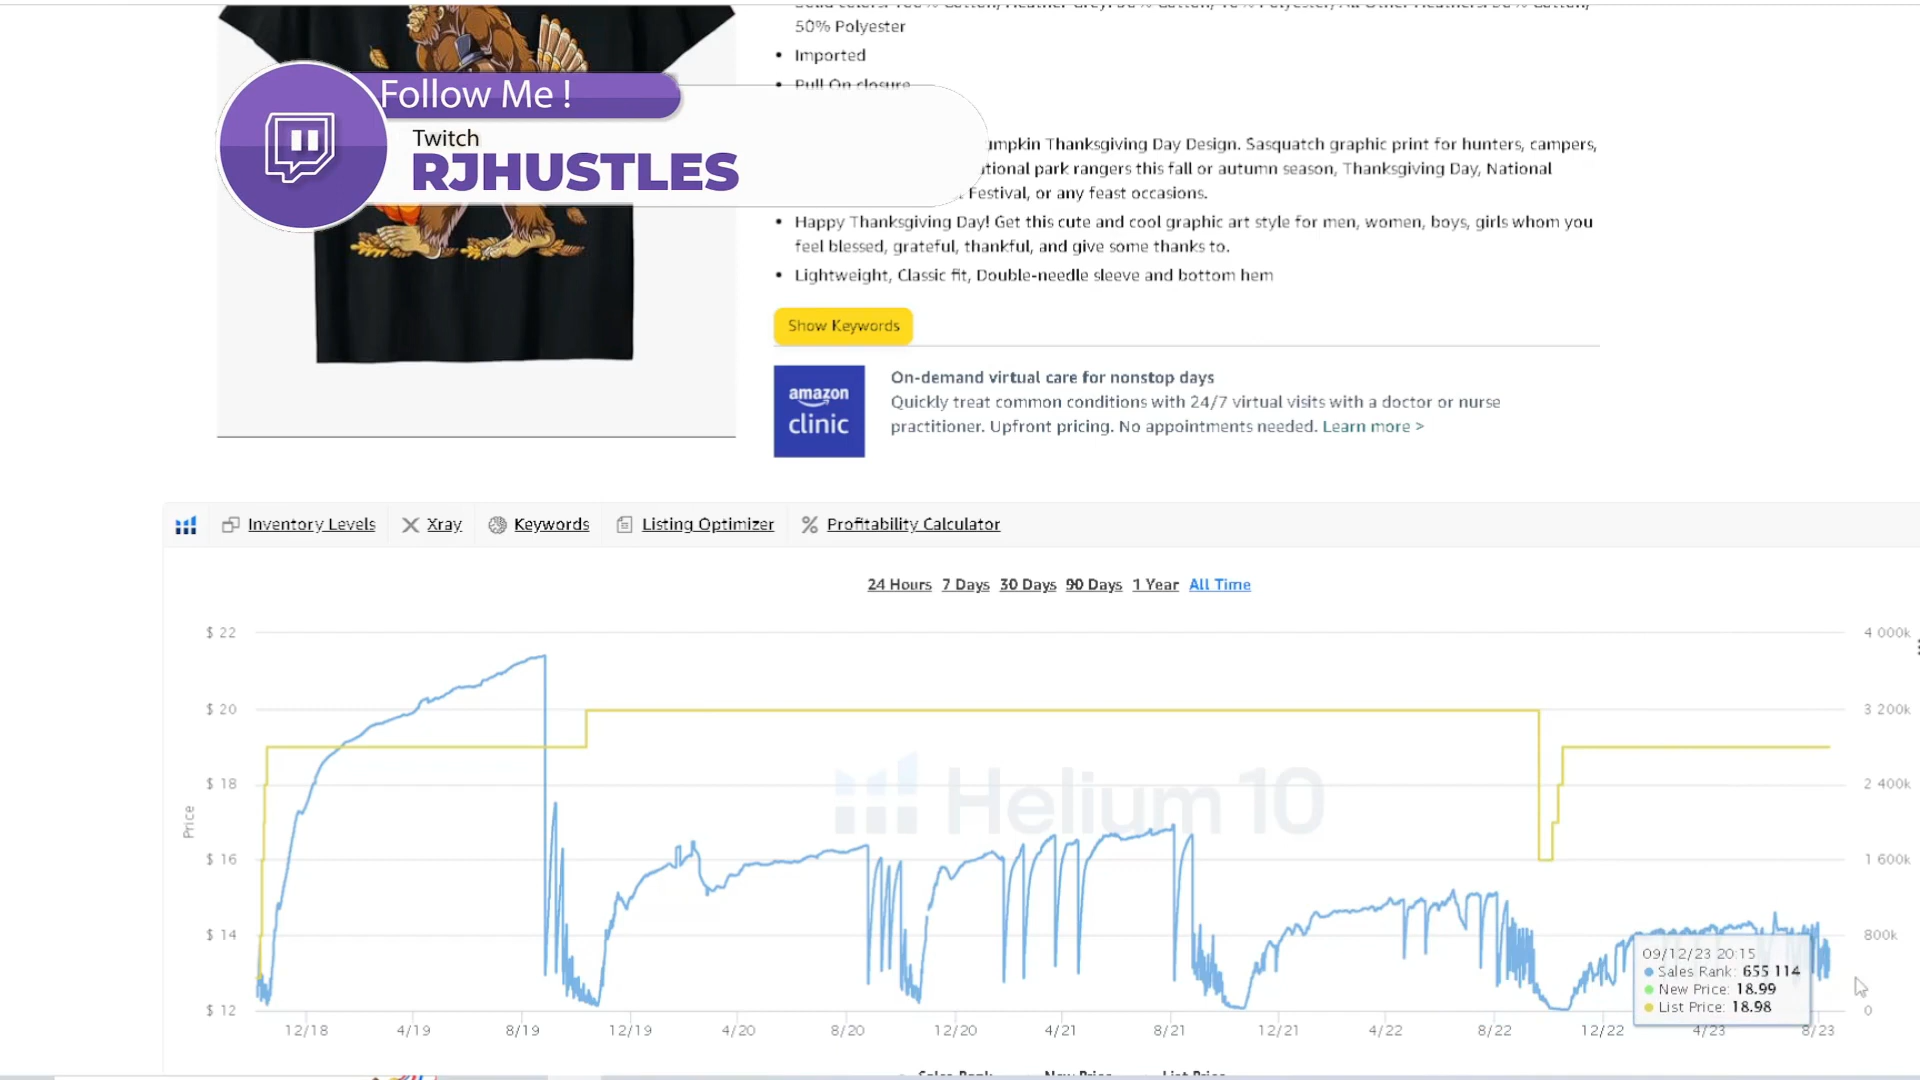 50% Polyester
Imported
Pull On closure
Follow Me !
Twitch
RJHUSTLES
Thanksgiving Day Design. Sasquatch graphic print for hunters, campers,
park rangers this fall or autumn season, Thanksgiving Day, National
Festival, or any feast occasions.
Happy Thanksgiving Day! Get this cute and cool graphic art style for men, women, boys, girls whom you
feel blessed, grateful, thankful, and give some thanks to.
Lightweight, Classic fit, Double-needle sleeve and bottom hem
Show Keywords
amazon
clinic
On-demand virtual care for nonstop days
Quickly treat common conditions with 24/7 virtual visits with a doctor or nurse
practitioner. Upfront pricing. No appointments needed. Learn more >
Inventory Levels
Xray
Keywords
Listing Optimizer
Profitability Calculator
24 Hours 7 Days 30 Days 90 Days 1 Year All Time
$ 22
$ 20
$ 18
$ 16
$ 14
$ 12
Price
4 000k
3 200k
2 400k
1 600k
800k
0
Helium 10
09/12/23 20:15
Sales Rank: 655 114
New Price: 18.99
List Price: 18.98
12/18 4/19 8/19 12/19 4/20 8/20 12/20 4/21 8/21 12/21 4/22 8/22 12/22 4/23 8/23
Sales Rank New Price List Price